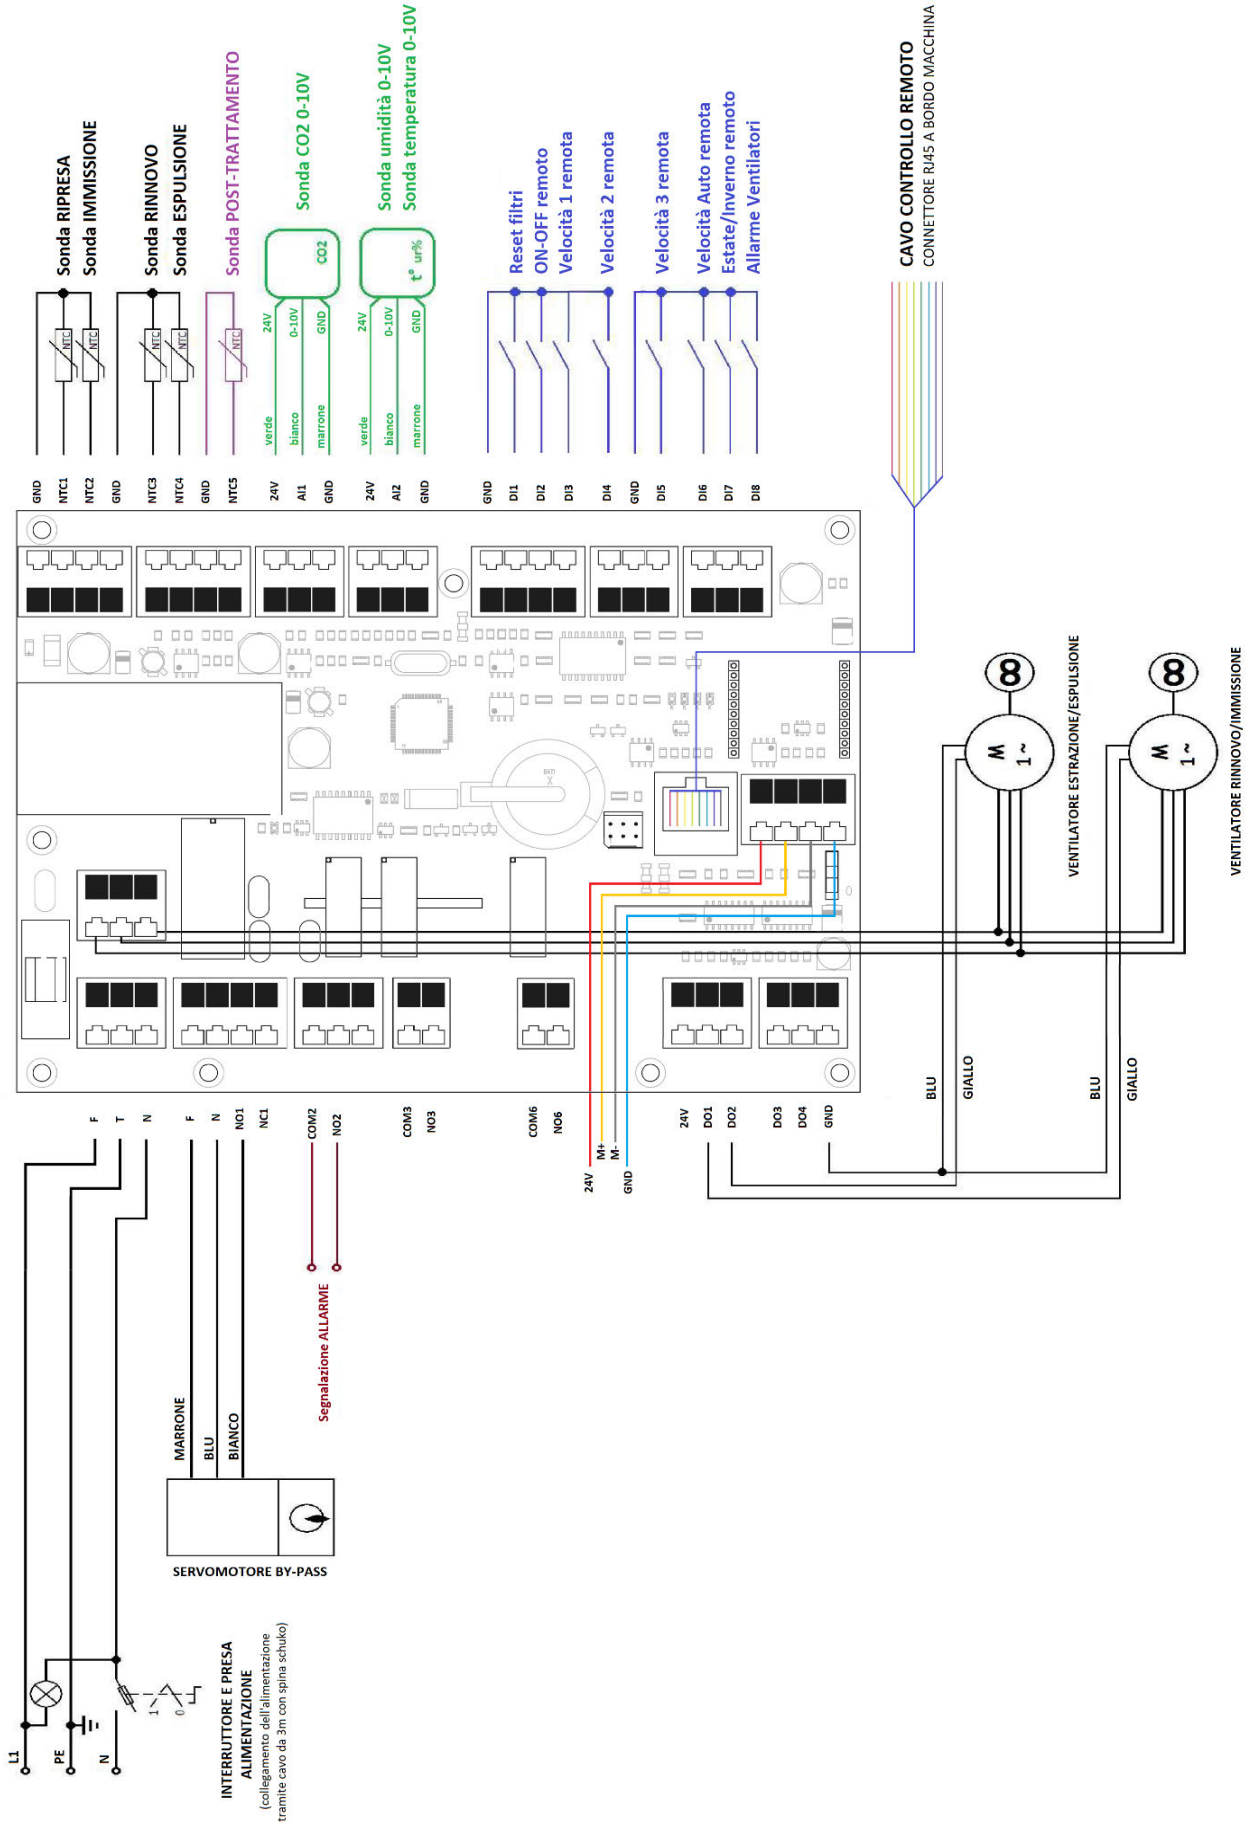 Sonda RIPRESA
Sonda IMMISSIONE
Sonda RINNOVO
Sonda ESPULSIONE
Sonda POST-TRATTAMENTO
Sonda CO2 0-10V
Sonda umidità 0-10V
Sonda temperatura 0-10V
Reset filtri
ON-OFF remoto
Velocità 1 remota
Velocità 2 remota
Velocità 3 remota
Velocità Auto remota
Estate/Inverno remoto
Allarme Ventilatori
CAVO CONTROLLO REMOTO
CONNETTORE RJ45 A BORDO MACCHINA
NTC
NTC
NTC
NTC
NTC
CO2
t° ur%
24V
0-10V
GND
24V
0-10V
GND
verde
bianco
marrone
verde
bianco
marrone
GND
NTC1
NTC2
GND
NTC3
NTC4
GND
NTC5
24V
AI1
GND
24V
AI2
GND
GND
DI1
DI2
DI3
DI4
GND
DI5
DI6
DI7
DI8
BAT1
X
M
1~
M
1~
VENTILATORE ESTRAZIONE/ESPULSIONE
VENTILATORE RINNOVO/IMMISSIONE
BLU
GIALLO
BLU
GIALLO
F
T
N
F
N
NO1
NC1
COM2
NO2
COM3
NO3
COM6
NO6
24V
M+
M-
GND
24V
DO1
DO2
DO3
DO4
GND
Segnalazione ALLARME
MARRONE
BLU
BIANCO
SERVOMOTORE BY-PASS
L1
PE
N
1
0
INTERRUTTORE E PRESA
ALIMENTAZIONE
(collegamento dell'alimentazione
tramite cavo da 3m con spina schuko)